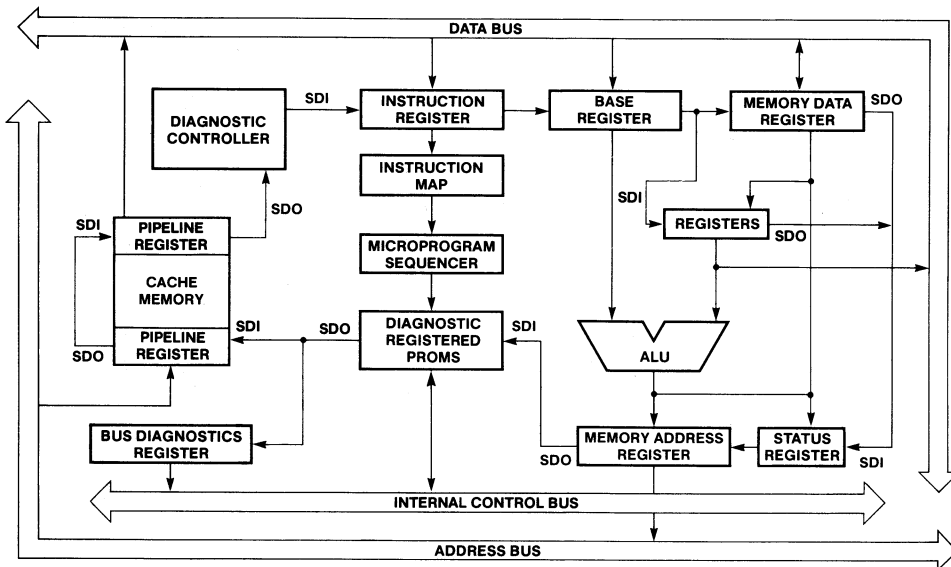 DATA BUS
SDI
INSTRUCTION
REGISTER
BASE
REGISTER
MEMORY DATA
REGISTER
SDO
DIAGNOSTIC
CONTROLLER
INSTRUCTION
MAP
SDI
SDO
SDI
REGISTERS
SDO
PIPELINE
REGISTER
MICROPROGRAM
SEQUENCER
CACHE
MEMORY
SDI
SDO
DIAGNOSTIC
REGISTERED
PROMS
SDI
ALU
SDO
PIPELINE
REGISTER
BUS DIAGNOSTICS
REGISTER
SDO
MEMORY ADDRESS
REGISTER
STATUS
REGISTER
SDI
INTERNAL CONTROL BUS
ADDRESS BUS